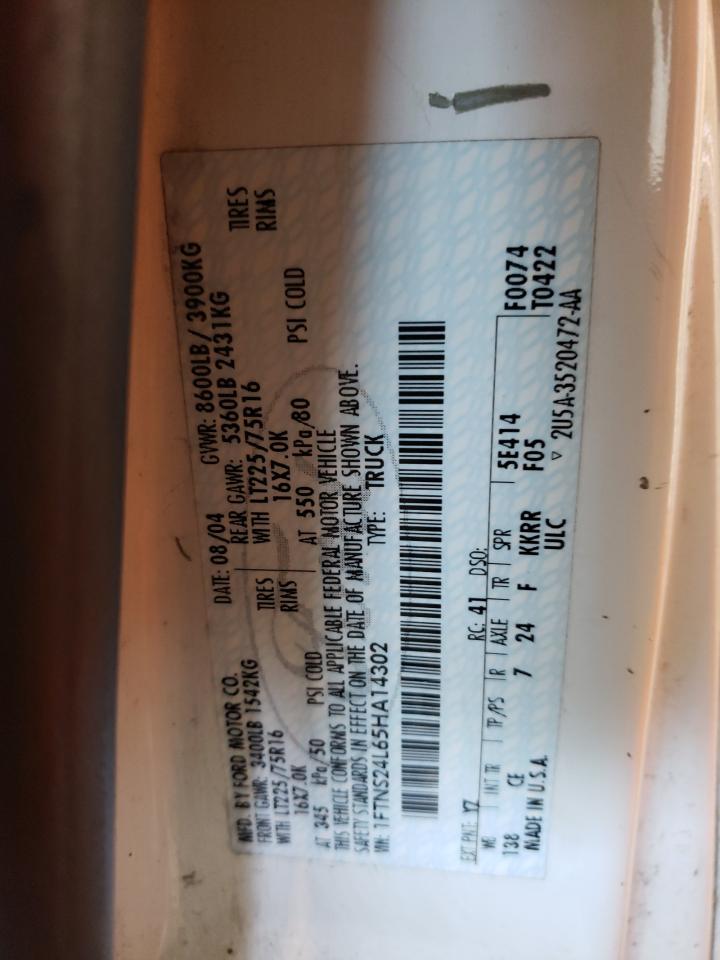 MFD. BY FORD MOTOR CO.
DATE: 08/04 GVWR: 8600LB / 3900KG
FRONT GAWR: 3400LB 1542KG REAR GAWR: 5360LB 2431KG
WITH LT225/75R16 TIRES WITH LT225/75R16 TIRES
16X7.0K RIMS 16X7.0K RIMS
AT 345 kPa/50 PSI COLD AT 550 kPa/80 PSI COLD
THIS VEHICLE CONFORMS TO ALL APPLICABLE FEDERAL MOTOR VEHICLE
SAFETY STANDARDS IN EFFECT ON THE DATE OF MANUFACTURE SHOWN ABOVE.
VIN: 1FTNS24L65HA14302 TYPE: TRUCK
EXT PNT: YZ RC: 41 DSO:
WB INT TR TP/PS R AXLE TR SPR 5E414 F0074
138 CE 7 24 F KKRR F05 T0422
MADE IN U.S.A. ULC ▽ 2U5A-3520472-AA